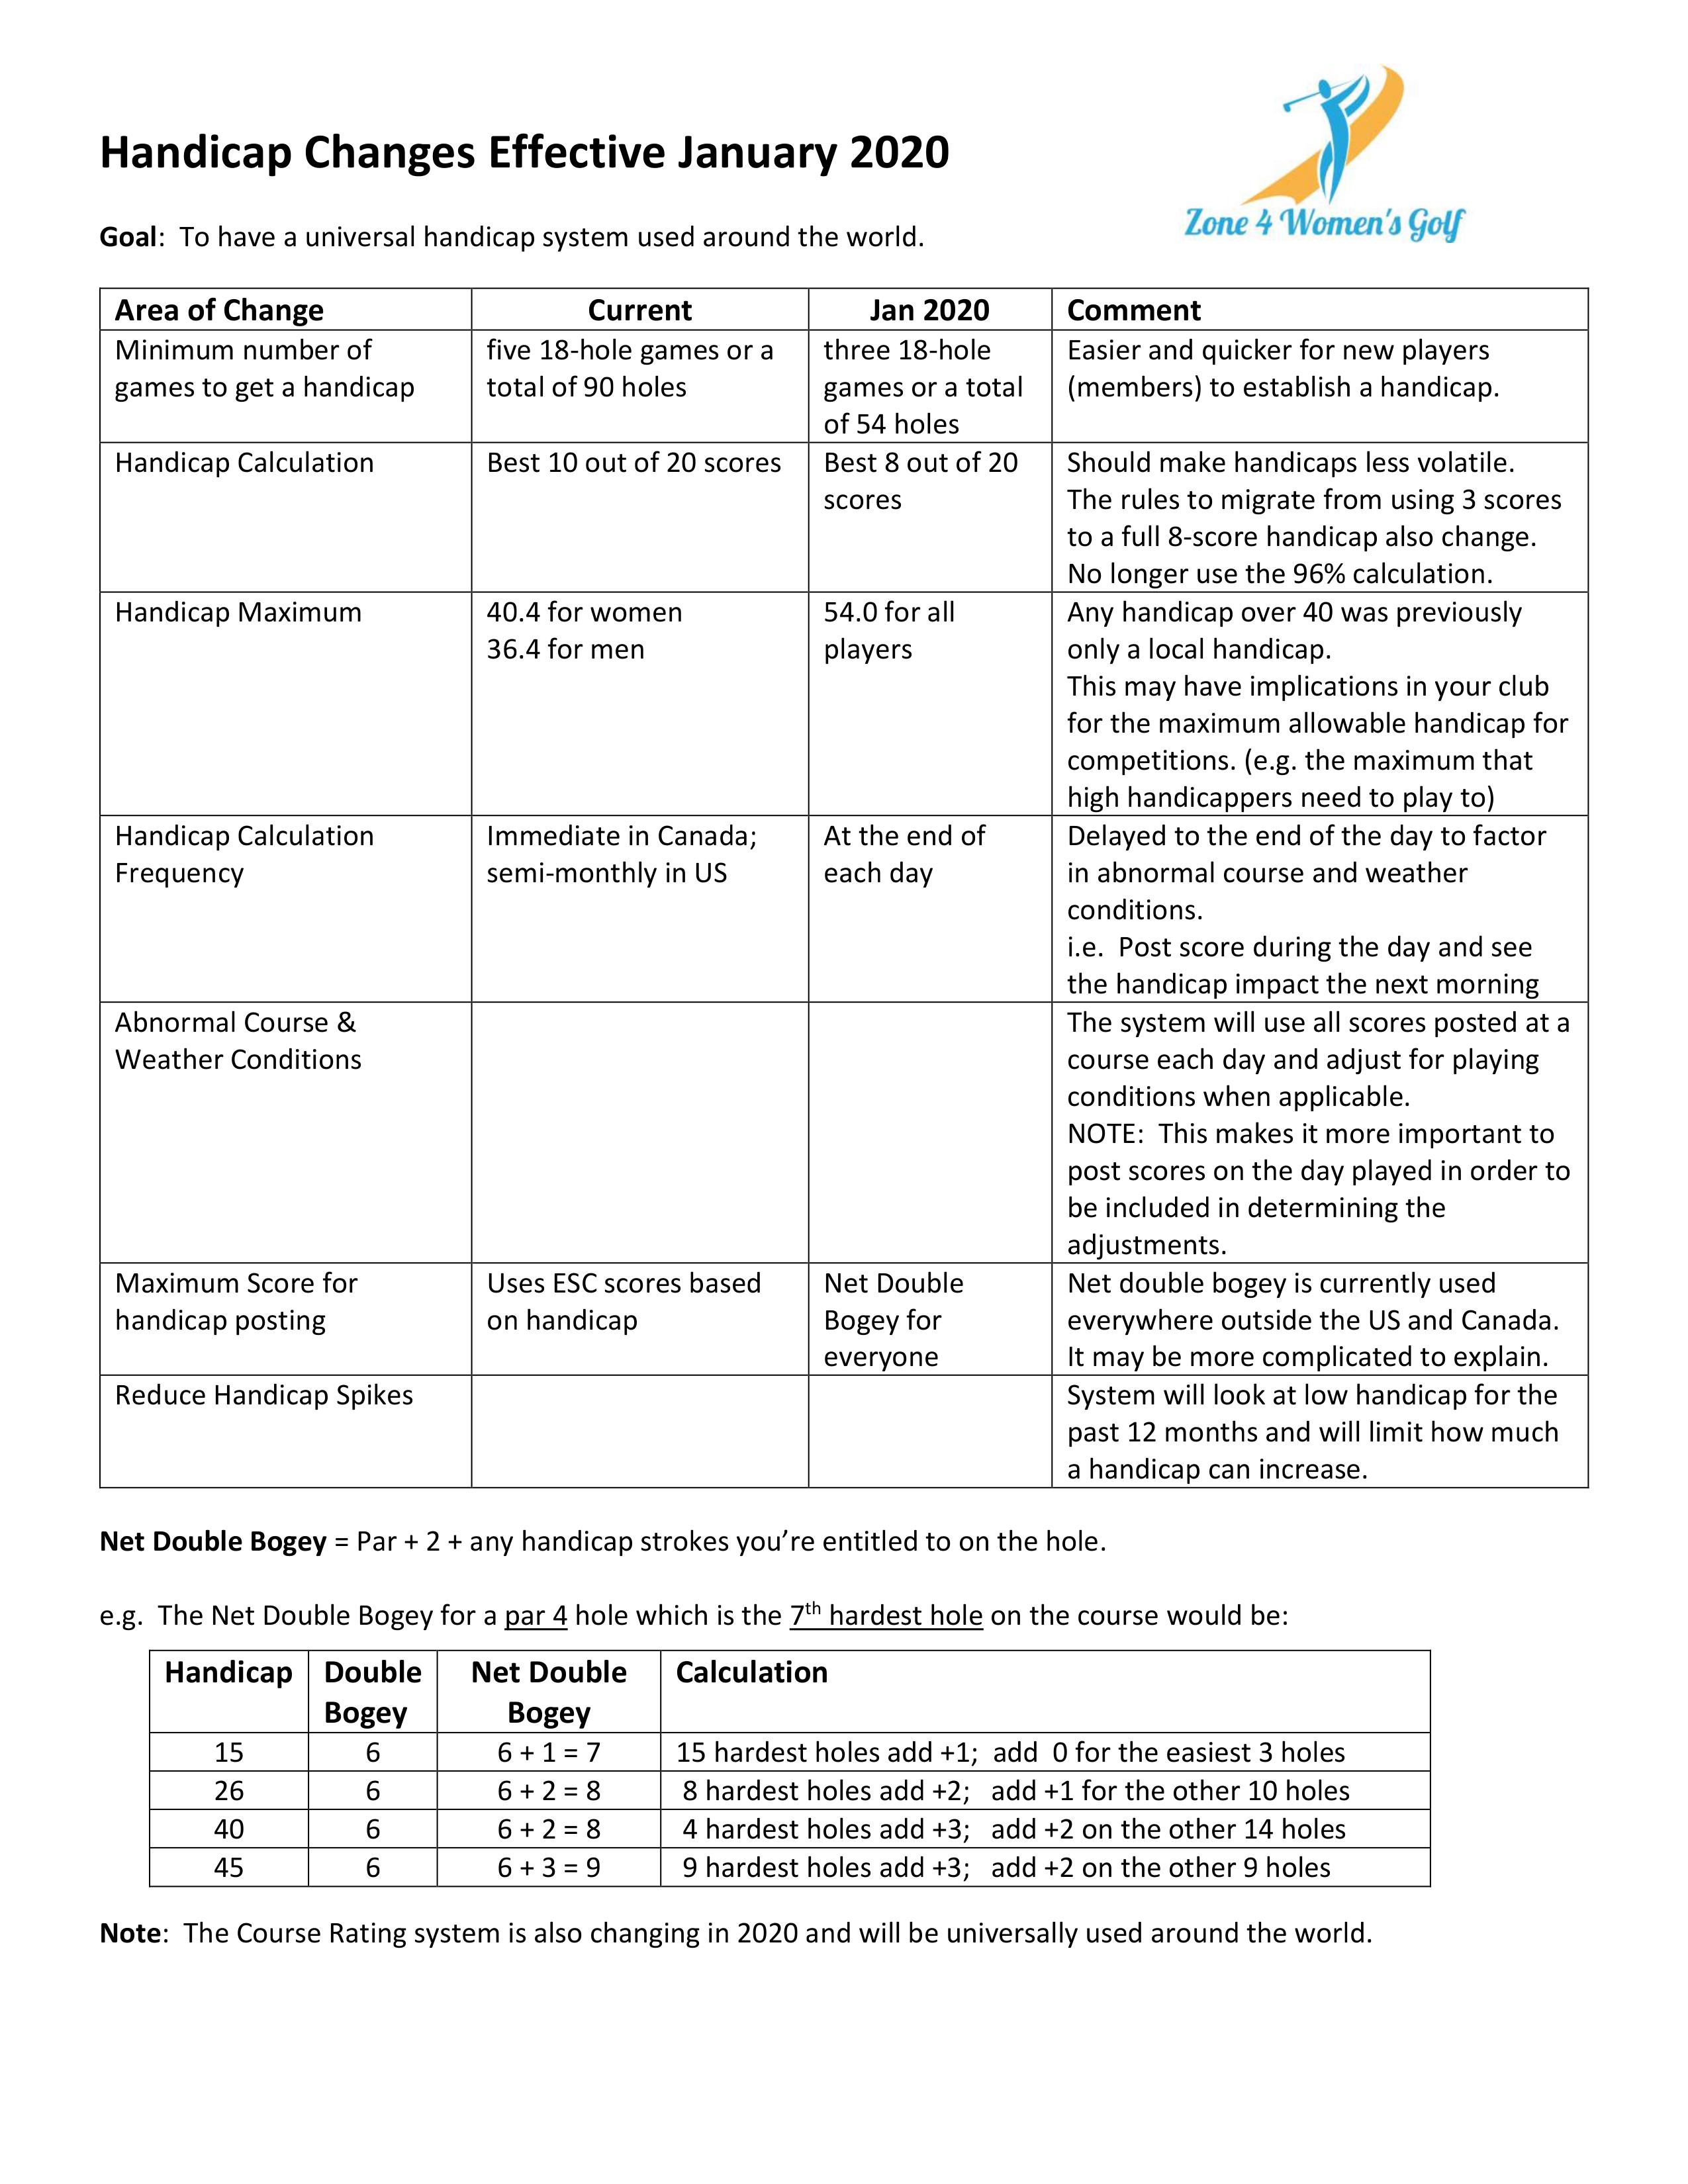 Handicap Changes Effective January 2020
Zone 4 Women's Golf
Goal:  To have a universal handicap system used around the world.
Area of Change
Current
Jan 2020
Comment
Minimum number of
games to get a handicap
five 18-hole games or a
total of 90 holes
three 18-hole
games or a total
of 54 holes
Easier and quicker for new players
(members) to establish a handicap.
Handicap Calculation
Best 10 out of 20 scores
Best 8 out of 20
scores
Should make handicaps less volatile.
The rules to migrate from using 3 scores
to a full 8-score handicap also change.
No longer use the 96% calculation.
Handicap Maximum
40.4 for women
36.4 for men
54.0 for all
players
Any handicap over 40 was previously
only a local handicap.
This may have implications in your club
for the maximum allowable handicap for
competitions. (e.g. the maximum that
high handicappers need to play to)
Handicap Calculation
Frequency
Immediate in Canada;
semi-monthly in US
At the end of
each day
Delayed to the end of the day to factor
in abnormal course and weather
conditions.
i.e.  Post score during the day and see
the handicap impact the next morning
Abnormal Course &
Weather Conditions
The system will use all scores posted at a
course each day and adjust for playing
conditions when applicable.
NOTE:  This makes it more important to
post scores on the day played in order to
be included in determining the
adjustments.
Maximum Score for
handicap posting
Uses ESC scores based
on handicap
Net Double
Bogey for
everyone
Net double bogey is currently used
everywhere outside the US and Canada.
It may be more complicated to explain.
Reduce Handicap Spikes
System will look at low handicap for the
past 12 months and will limit how much
a handicap can increase.
Net Double Bogey = Par + 2 + any handicap strokes you’re entitled to on the hole.
e.g.  The Net Double Bogey for a par 4 hole which is the 7th hardest hole on the course would be:
Handicap
Double
Bogey
Net Double
Bogey
Calculation
15 6 6 + 1 = 7 15 hardest holes add +1;  add  0 for the easiest 3 holes
26 6 6 + 2 = 8 8 hardest holes add +2;   add +1 for the other 10 holes
40 6 6 + 2 = 8 4 hardest holes add +3;   add +2 on the other 14 holes
45 6 6 + 3 = 9 9 hardest holes add +3;   add +2 on the other 9 holes
Note:  The Course Rating system is also changing in 2020 and will be universally used around the world.